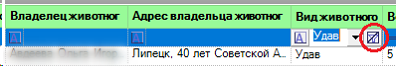 Владелец животног Адрес владельца животног Вид животного
Удав
Липецк, 40 лет Советской А... Удав 5